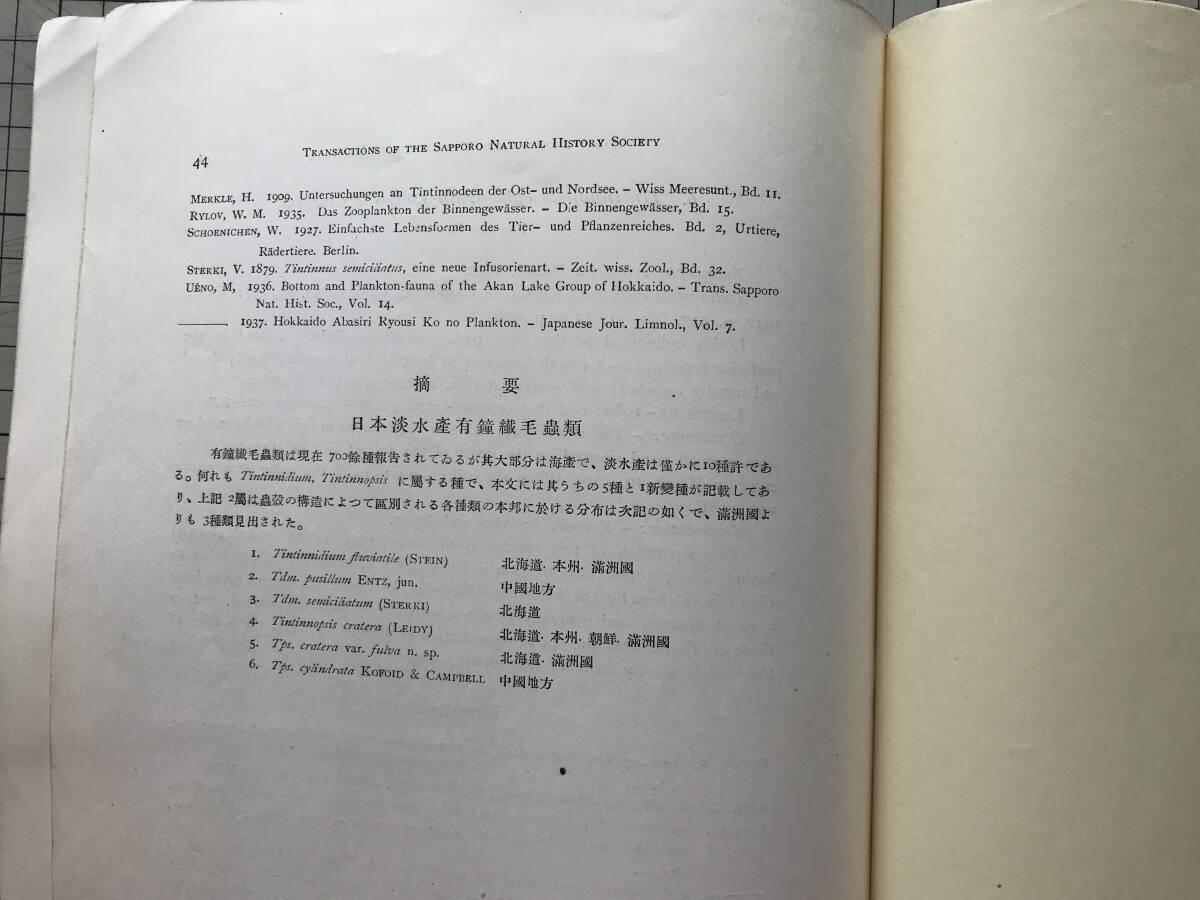 44
TRANSACTIONS OF THE SAPPORO NATURAL HISTORY SOCIETY
MERKLE, H. 1909. Untersuchungen an Tintinnodeen der Ost- und Nordsee. – Wiss Meeresunt., Bd. 11.
RYLOV, W. M. 1935. Das Zooplankton der Binnengewässer. – Die Binnengewässer, Bd. 15.
SCHOENICHEN, W. 1927. Einfachste Lebensformen des Tier- und Pflanzenreiches. Bd. 2, Urtiere,
Rädertiere. Berlin.
STERKI, V. 1879. Tintinnus semiciliatus, eine neue Infusorienart. – Zeit. wiss. Zool., Bd. 32.
UÉNO, M, 1936. Bottom and Plankton-fauna of the Akan Lake Group of Hokkaido. – Trans. Sapporo
Nat. Hist. Soc., Vol. 14.
———. 1937. Hokkaido Abasiri Ryousi Ko no Plankton. – Japanese Jour. Limnol., Vol. 7.
摘 要
日本淡水產有鐘纖毛蟲類
有鐘纖毛蟲類は現在 700餘種報告されてゐるが其大部分は海產で、淡水產は僅かに10種許であ
る。何れも Tintinnidium, Tintinnopsis に屬する種で、本文には其うちの5種と1新變種が記載してあ
り、上記 2屬は蟲殼の構造によつて區別される各種類の本邦に於ける分布は次記の如くで、滿洲國よ
りも 3種類見出された。
1. Tintinnidium fluviatile (STEIN) 北海道· 本州· 滿洲國
2. Tdm. pusillum ENTZ, jun. 中國地方
3. Tdm. semiciliatum (STERKI) 北海道
4. Tintinnopsis cratera (LEIDY) 北海道· 本州· 朝鮮· 滿洲國
5. Tps. cratera var. fulva n. sp. 北海道· 滿洲國
6. Tps. cylindrata KOFOID & CAMPBELL 中國地方